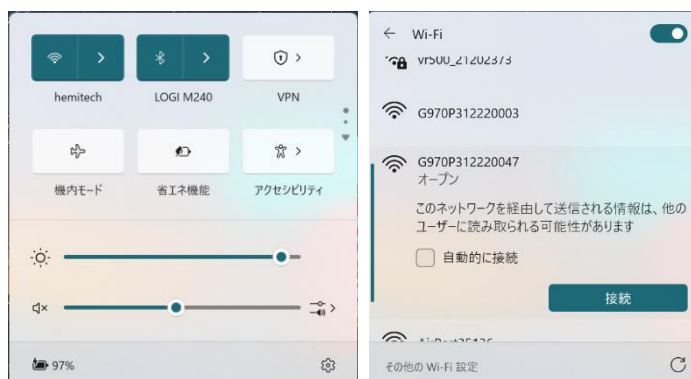 hemitech
LOGI M240
VPN
機内モード
省エネ機能
アクセシビリティ
97%
Wi-Fi
vr500_21202373
G970P312220003
G970P312220047
オープン
このネットワークを経由して送信される情報は、他の
ユーザーに読み取られる可能性があります
自動的に接続
接続
その他の Wi-Fi 設定